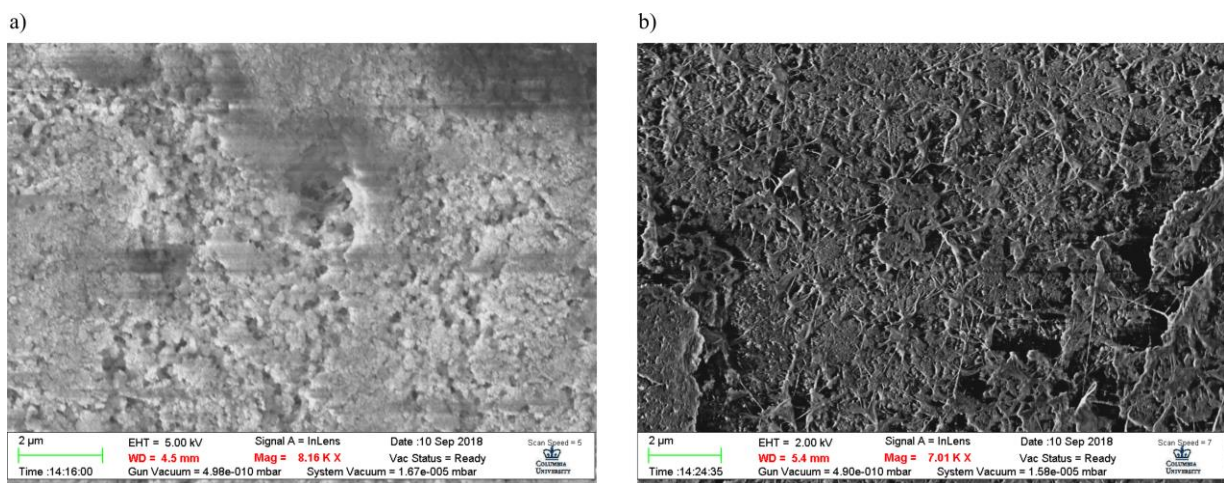 a)
b)
2 µm
EHT = 5.00 kV
Signal A = InLens
Date :10 Sep 2018
Scan Speed = 5
WD = 4.5 mm
Mag = 8.16 K X
Vac Status = Ready
Time :14:16:00
Gun Vacuum = 4.98e-010 mbar
System Vacuum = 1.67e-005 mbar
COLUMBIA
UNIVERSITY
2 µm
EHT = 2.00 kV
Signal A = InLens
Date :10 Sep 2018
Scan Speed = 7
WD = 5.4 mm
Mag = 7.01 K X
Vac Status = Ready
Time :14:24:35
Gun Vacuum = 4.90e-010 mbar
System Vacuum = 1.58e-005 mbar
COLUMBIA
UNIVERSITY